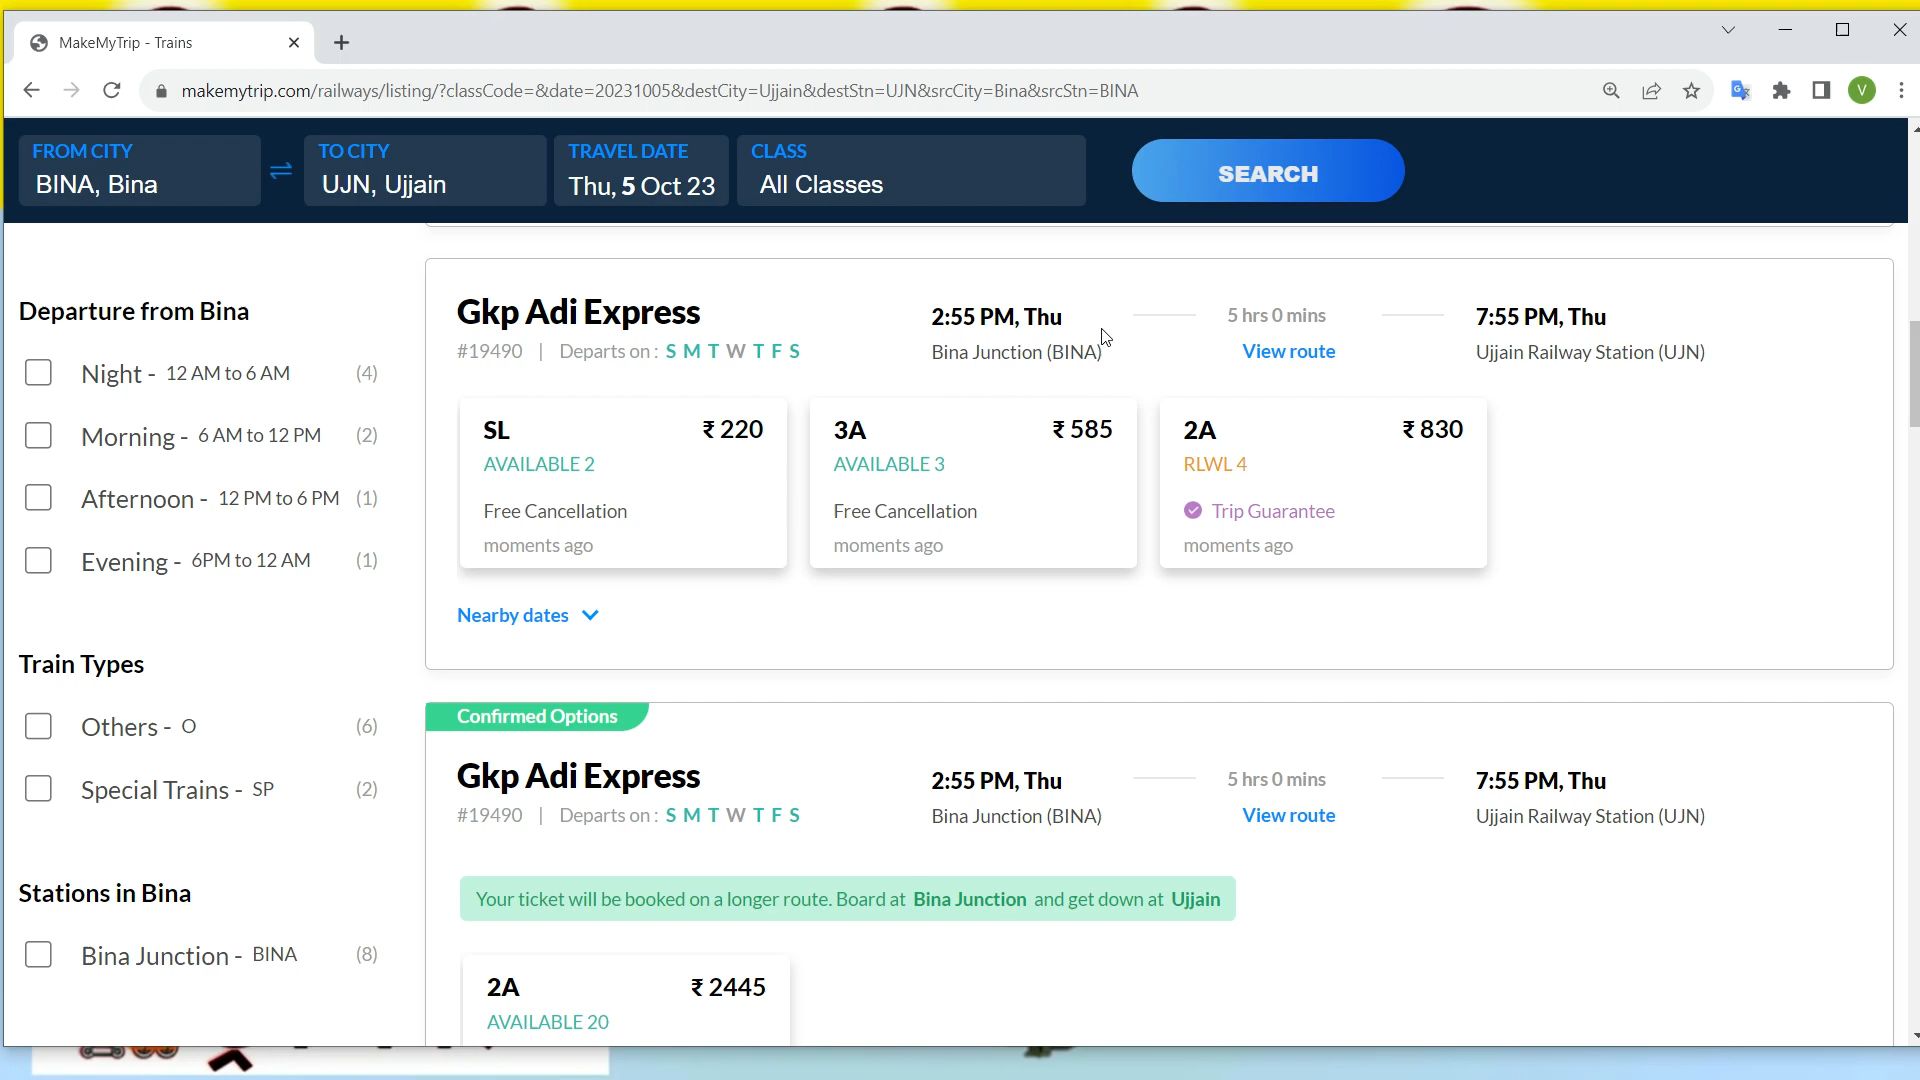 MakeMyTrip - Trains
makemytrip.com/railways/listing/?classCode=&date=20231005&destCity=Ujjain&destStn=UJN&srcCity=Bina&srcStn=BINA
V
FROM CITY
BINA, Bina
TO CITY
UJN, Ujjain
TRAVEL DATE
Thu, 5 Oct 23
CLASS
All Classes
SEARCH
Departure from Bina
Night - 12 AM to 6 AM (4)
Morning - 6 AM to 12 PM (2)
Afternoon - 12 PM to 6 PM (1)
Evening - 6PM to 12 AM (1)
Train Types
Others - O (6)
Special Trains - SP (2)
Stations in Bina
Bina Junction - BINA (8)
Gkp Adi Express
#19490 | Departs on : S M T W T F S
2:55 PM, Thu
Bina Junction (BINA)
5 hrs 0 mins
View route
7:55 PM, Thu
Ujjain Railway Station (UJN)
SL ₹ 220
AVAILABLE 2
Free Cancellation
moments ago
3A ₹ 585
AVAILABLE 3
Free Cancellation
moments ago
2A ₹ 830
RLWL 4
Trip Guarantee
moments ago
Nearby dates
Confirmed Options
Gkp Adi Express
#19490 | Departs on : S M T W T F S
2:55 PM, Thu
Bina Junction (BINA)
5 hrs 0 mins
View route
7:55 PM, Thu
Ujjain Railway Station (UJN)
Your ticket will be booked on a longer route. Board at Bina Junction and get down at Ujjain
2A ₹ 2445
AVAILABLE 20